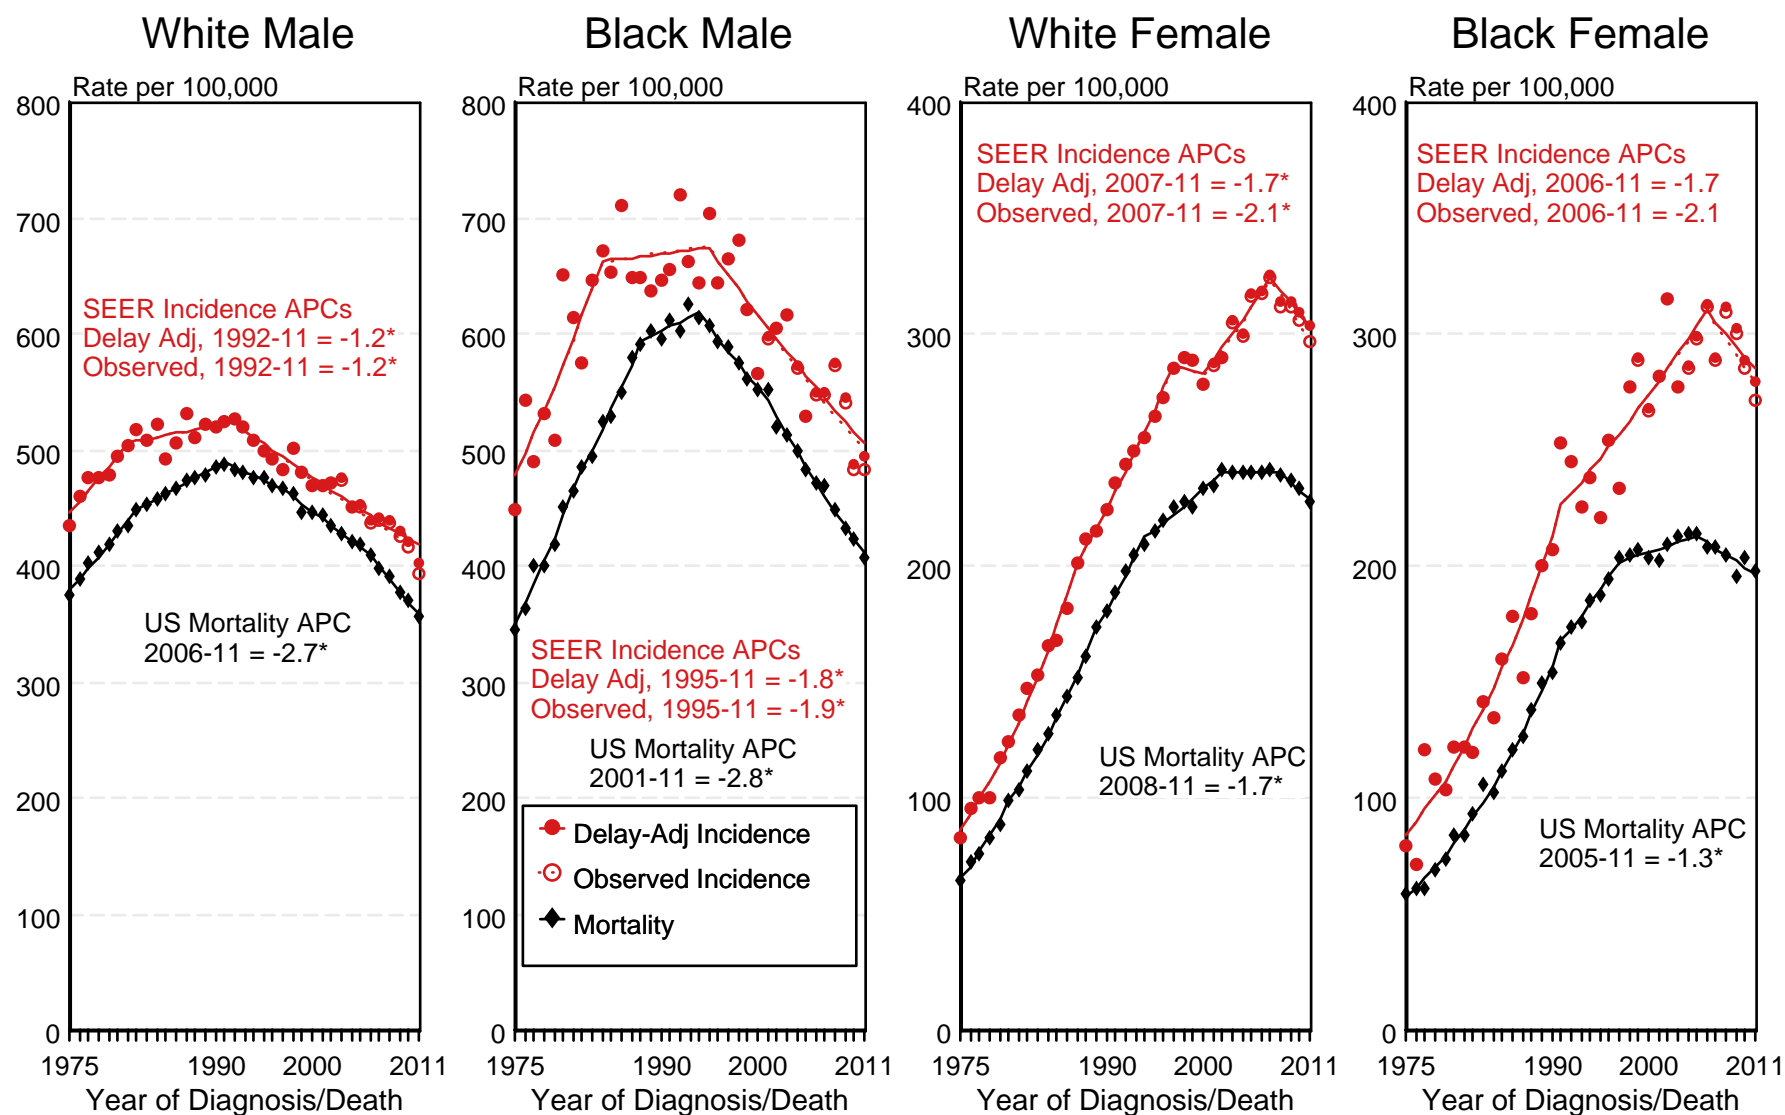 White Male
Rate per 100,000
800
700
600
500
400
300
200
100
0
SEER Incidence APCs
Delay Adj, 1992-11 = -1.2*
Observed, 1992-11 = -1.2*
US Mortality APC
2006-11 = -2.7*
1975 1990 2000 2011
Year of Diagnosis/Death
Black Male
Rate per 100,000
800
700
600
500
400
300
200
100
0
SEER Incidence APCs
Delay Adj, 1995-11 = -1.8*
Observed, 1995-11 = -1.9*
US Mortality APC
2001-11 = -2.8*
Delay-Adj Incidence
Observed Incidence
Mortality
1975 1990 2000 2011
Year of Diagnosis/Death
White Female
Rate per 100,000
400
300
200
100
0
SEER Incidence APCs
Delay Adj, 2007-11 = -1.7*
Observed, 2007-11 = -2.1*
US Mortality APC
2008-11 = -1.7*
1975 1990 2000 2011
Year of Diagnosis/Death
Black Female
Rate per 100,000
400
300
200
100
0
SEER Incidence APCs
Delay Adj, 2006-11 = -1.7
Observed, 2006-11 = -2.1
US Mortality APC
2005-11 = -1.3*
1975 1990 2000 2011
Year of Diagnosis/Death